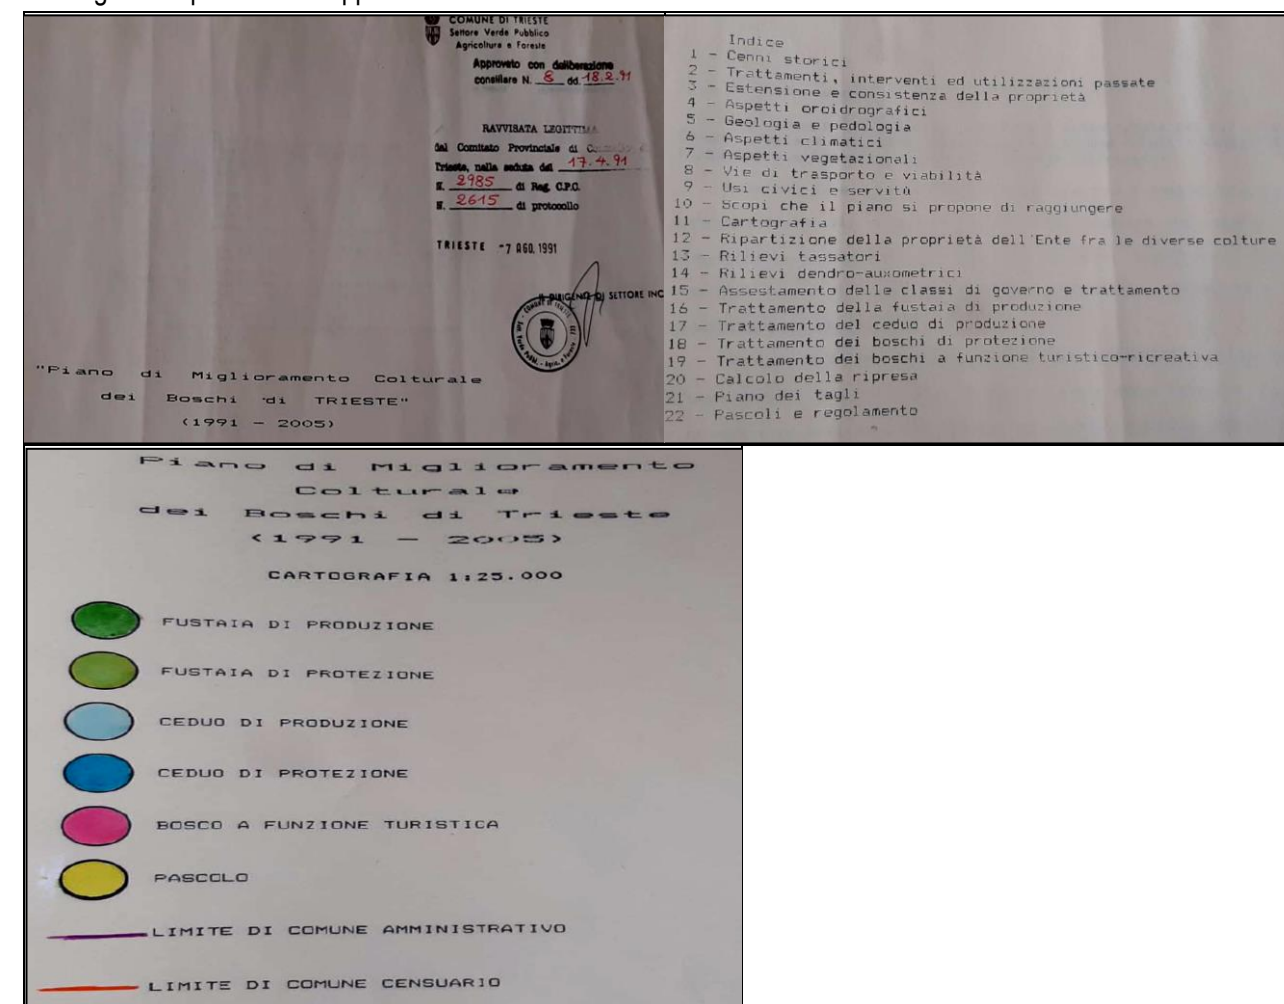 COMUNE DI TRIESTE
Settore Verde Pubblico
Agricoltura e Foreste
Approvato con deliberazione
consiliare N. 8 dd. 18.2.91
RAVVISATA LEGITTIMA
dal Comitato Provinciale di
Trieste, nella seduta del 17.4.91
N. 2985 di Reg. C.P.C.
N. 2615 di protocollo
TRIESTE -7 AGO. 1991
IL DIRIGENTE DI SETTORE INC
"Piano di Miglioramento Colturale
dei Boschi di TRIESTE"
(1991 - 2005)
Indice
1 - Cenni storici
2 - Trattamenti, interventi ed utilizzazioni passate
3 - Estensione e consistenza della proprietà
4 - Aspetti oroidrografici
5 - Geologia e pedologia
6 - Aspetti climatici
7 - Aspetti vegetazionali
8 - Vie di trasporto e viabilità
9 - Usi civici e servitù
10 - Scopi che il piano si propone di raggiungere
11 - Cartografia
12 - Ripartizione della proprietà dell'Ente fra le diverse colture
13 - Rilievi tassatori
14 - Rilievi dendro-auxometrici
15 - Assestamento delle classi di governo e trattamento
16 - Trattamento della fustaia di produzione
17 - Trattamento del ceduo di produzione
18 - Trattamento dei boschi di protezione
19 - Trattamento dei boschi a funzione turistico-ricreativa
20 - Calcolo della ripresa
21 - Piano dei tagli
22 - Pascoli e regolamento
Piano di Miglioramento
Colturale
dei Boschi di Trieste
(1991 - 2005)
CARTOGRAFIA 1:25.000
FUSTAIA DI PRODUZIONE
FUSTAIA DI PROTEZIONE
CEDUO DI PRODUZIONE
CEDUO DI PROTEZIONE
BOSCO A FUNZIONE TURISTICA
PASCOLO
LIMITE DI COMUNE AMMINISTRATIVO
LIMITE DI COMUNE CENSUARIO